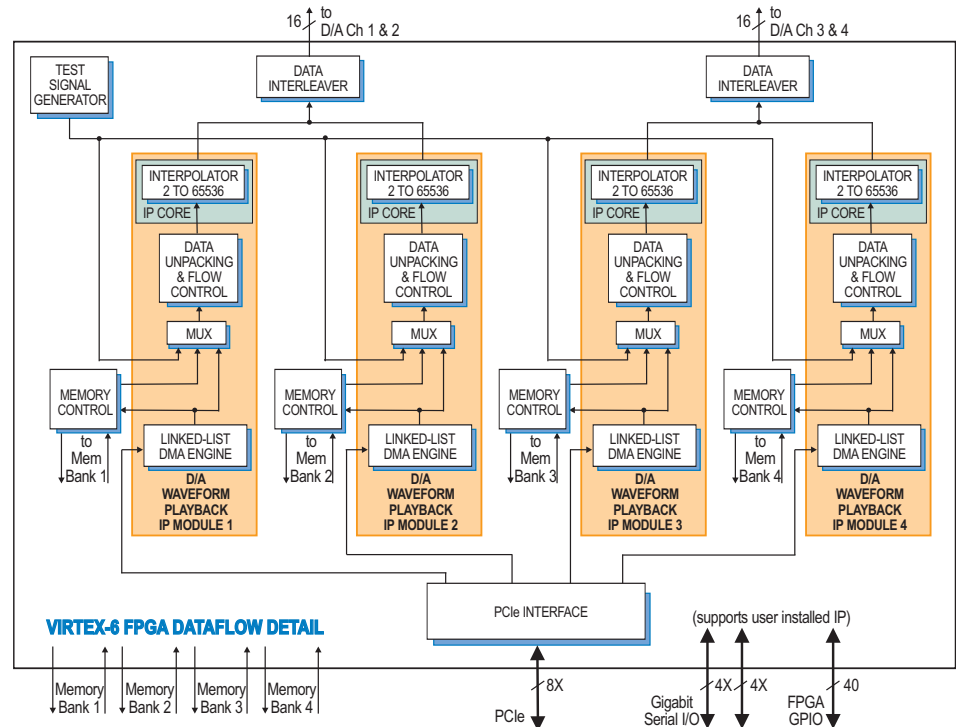 16
to
D/A Ch 1 & 2
16
to
D/A Ch 3 & 4
TEST
SIGNAL
GENERATOR
DATA
INTERLEAVER
DATA
INTERLEAVER
INTERPOLATOR
2 TO 65536
IP CORE
DATA
UNPACKING
& FLOW
CONTROL
MUX
MEMORY
CONTROL
to
Mem
Bank 1
LINKED-LIST
DMA ENGINE
D/A
WAVEFORM
PLAYBACK
IP MODULE 1
INTERPOLATOR
2 TO 65536
IP CORE
DATA
UNPACKING
& FLOW
CONTROL
MUX
MEMORY
CONTROL
to
Mem
Bank 2
LINKED-LIST
DMA ENGINE
D/A
WAVEFORM
PLAYBACK
IP MODULE 2
INTERPOLATOR
2 TO 65536
IP CORE
DATA
UNPACKING
& FLOW
CONTROL
MUX
MEMORY
CONTROL
to
Mem
Bank 3
LINKED-LIST
DMA ENGINE
D/A
WAVEFORM
PLAYBACK
IP MODULE 3
INTERPOLATOR
2 TO 65536
IP CORE
DATA
UNPACKING
& FLOW
CONTROL
MUX
MEMORY
CONTROL
to
Mem
Bank 4
LINKED-LIST
DMA ENGINE
D/A
WAVEFORM
PLAYBACK
IP MODULE 4
PCIe INTERFACE
VIRTEX-6 FPGA DATAFLOW DETAIL
(supports user installed IP)
Memory
Bank 1
Memory
Bank 2
Memory
Bank 3
Memory
Bank 4
8X
PCIe
4X
4X
Gigabit
Serial I/O
40
FPGA
GPIO